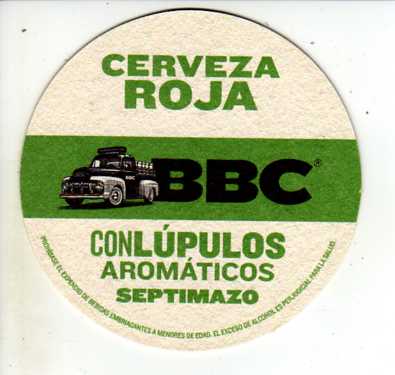 CERVEZA
ROJA
BBC
BBC®
CON LÚPULOS
AROMÁTICOS
SEPTIMAZO
PROHÍBASE EL EXPENDIO DE BEBIDAS EMBRIAGANTES A MENORES DE EDAD. EL EXCESO DE ALCOHOL ES PERJUDICIAL PARA LA SALUD.